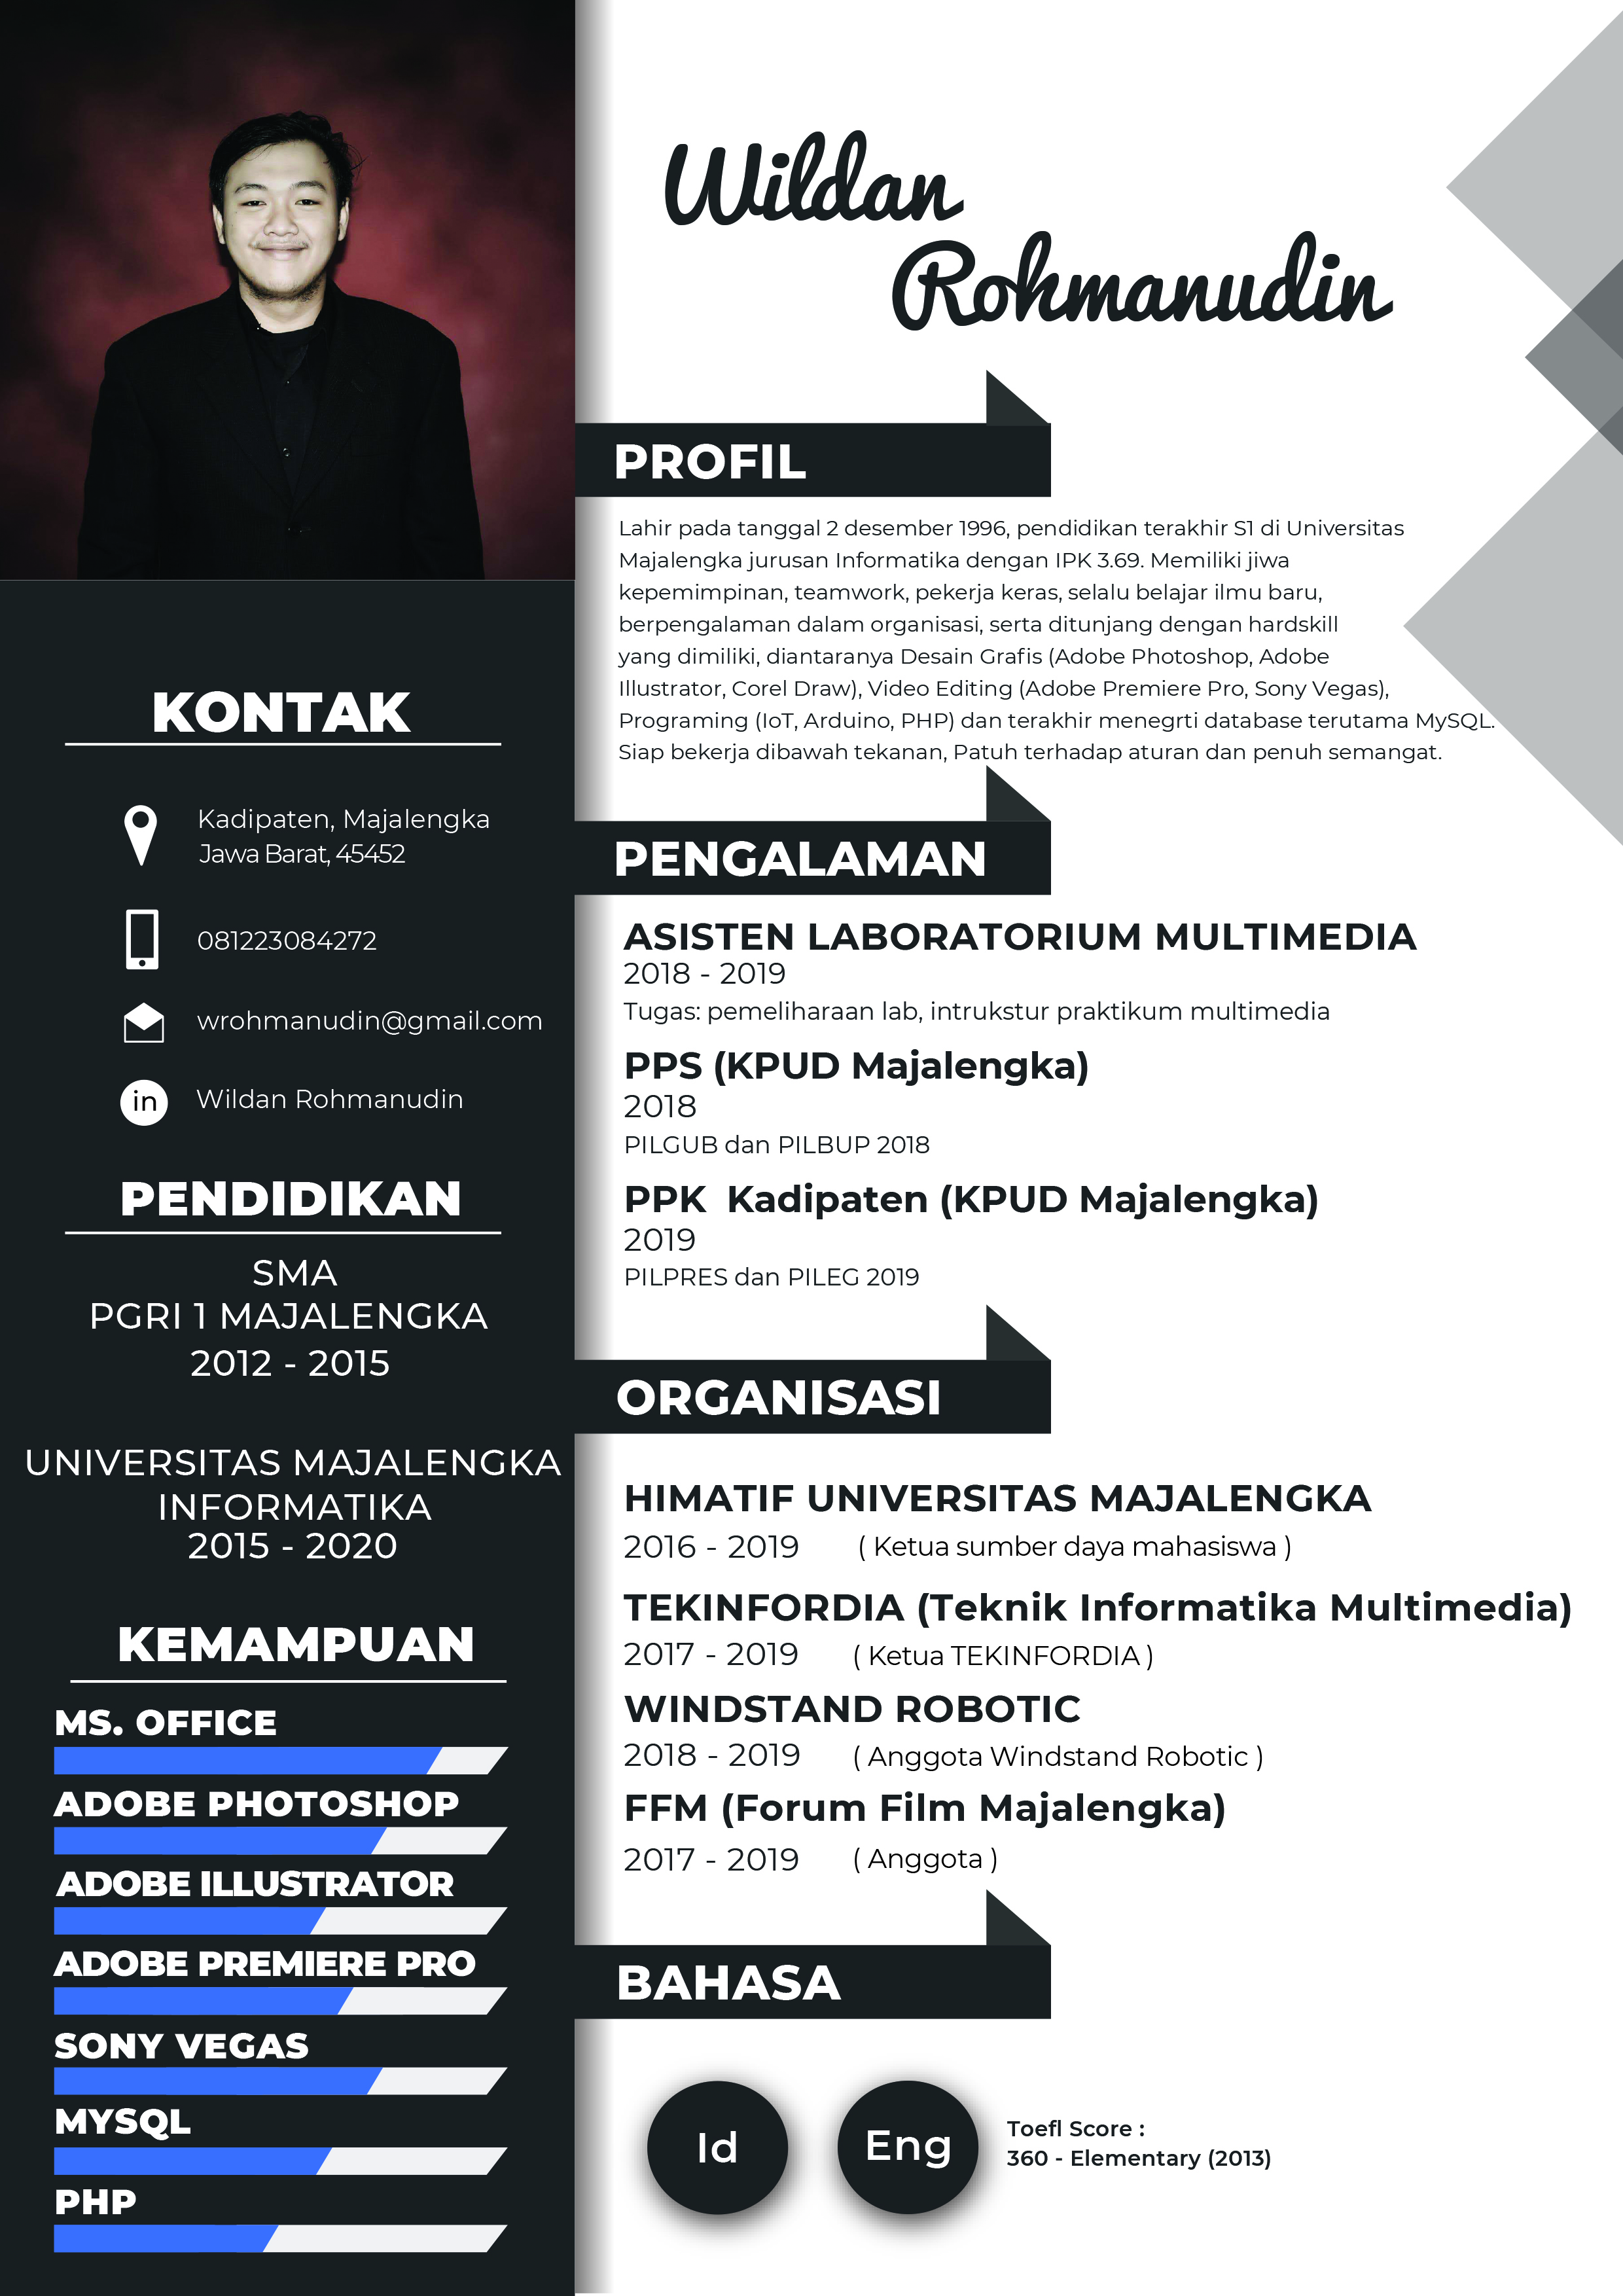 Wildan
Rohmanudin
PROFIL
Lahir pada tanggal 2 desember 1996, pendidikan terakhir S1 di Universitas
Majalengka jurusan Informatika dengan IPK 3.69. Memiliki jiwa
kepemimpinan, teamwork, pekerja keras, selalu belajar ilmu baru,
berpengalaman dalam organisasi, serta ditunjang dengan hardskill
yang dimiliki, diantaranya Desain Grafis (Adobe Photoshop, Adobe
Illustrator, Corel Draw), Video Editing (Adobe Premiere Pro, Sony Vegas),
Programing (IoT, Arduino, PHP) dan terakhir menegrti database terutama MySQL.
Siap bekerja dibawah tekanan, Patuh terhadap aturan dan penuh semangat.
KONTAK
Kadipaten, Majalengka
Jawa Barat, 45452
081223084272
wrohmanudin@gmail.com
in
Wildan Rohmanudin
PENDIDIKAN
SMA
PGRI 1 MAJALENGKA
2012 - 2015
UNIVERSITAS MAJALENGKA
INFORMATIKA
2015 - 2020
KEMAMPUAN
MS. OFFICE
ADOBE PHOTOSHOP
ADOBE ILLUSTRATOR
ADOBE PREMIERE PRO
SONY VEGAS
MYSQL
PHP
PENGALAMAN
ASISTEN LABORATORIUM MULTIMEDIA
2018 - 2019
Tugas: pemeliharaan lab, intrukstur praktikum multimedia
PPS (KPUD Majalengka)
2018
PILGUB dan PILBUP 2018
PPK Kadipaten (KPUD Majalengka)
2019
PILPRES dan PILEG 2019
ORGANISASI
HIMATIF UNIVERSITAS MAJALENGKA
2016 - 2019 ( Ketua sumber daya mahasiswa )
TEKINFORDIA (Teknik Informatika Multimedia)
2017 - 2019 ( Ketua TEKINFORDIA )
WINDSTAND ROBOTIC
2018 - 2019 ( Anggota Windstand Robotic )
FFM (Forum Film Majalengka)
2017 - 2019 ( Anggota )
BAHASA
Id
Eng
Toefl Score :
360 - Elementary (2013)